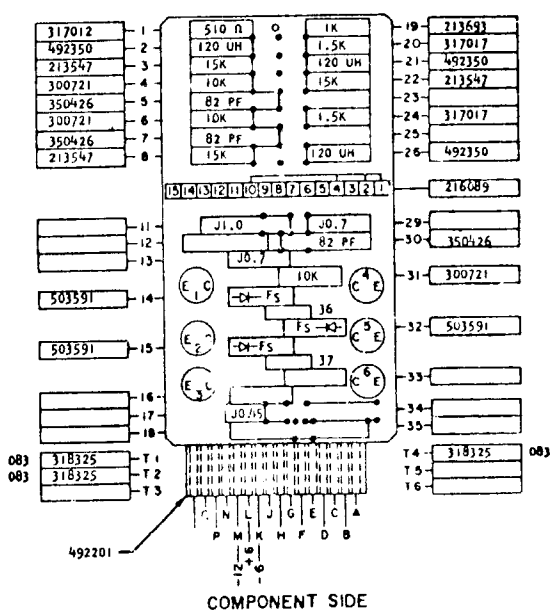 317012 1 510 Ω 1K 19 213693
492350 2 120 UH 1.5K 20 317017
213547 3 15K 120 UH 21 492350
300721 4 10K 15K 22 213547
350426 5 82 PF 23
300721 6 10K 1.5K 24 317017
350426 7 82 PF 25
213547 8 15K 120 UH 26 492350
15 14 13 12 11 10 9 8 7 6 5 4 3 2 1 216089
11 J1.0 J0.7 29
12 82 PF 30 350426
13 J0.7
10K 31 300721
E 1 C C 4 E
503591 14 FS
J6
FS 32 503591
E 2 C 5 E
503591 15 FS
J7
E 3 C 6 E 33
16
17 J0.45 34
18 35
083 318325 T1 T4 318325 083
083 318325 T2 T5
T3 T6
N L J G E C A
P M K H F D B
492201 -12 +6 -6
COMPONENT SIDE